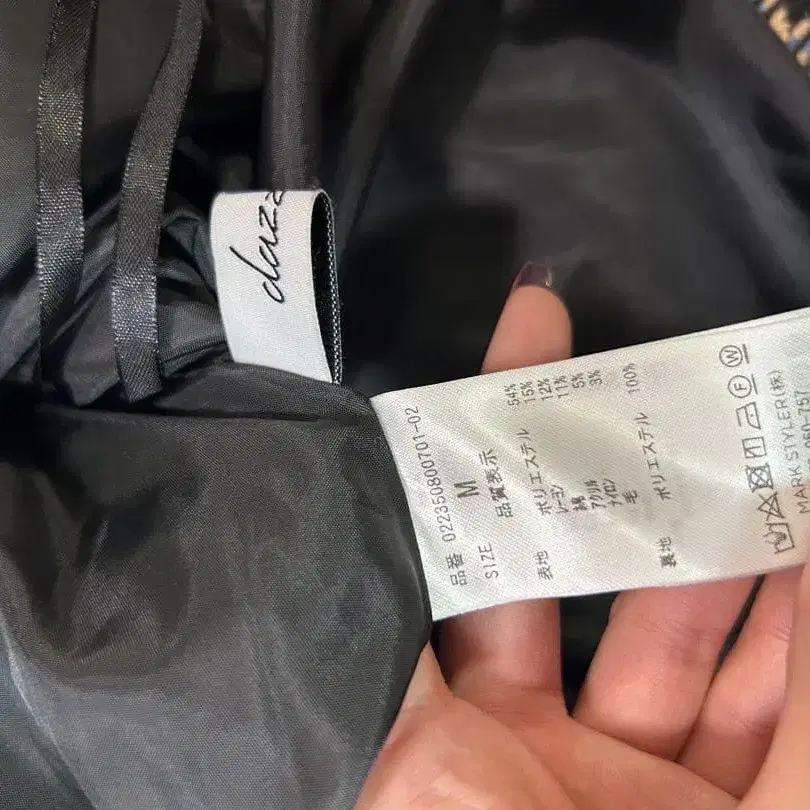 daz
品番 022350800701-02
SIZE M
品質表示
表地 ポリエステル 54%
レーヨン 15%
綿 12%
アクリル 11%
ナイロン 5%
毛 3%
裏地 ポリエステル 100%
F W
MARK STYLER(株)